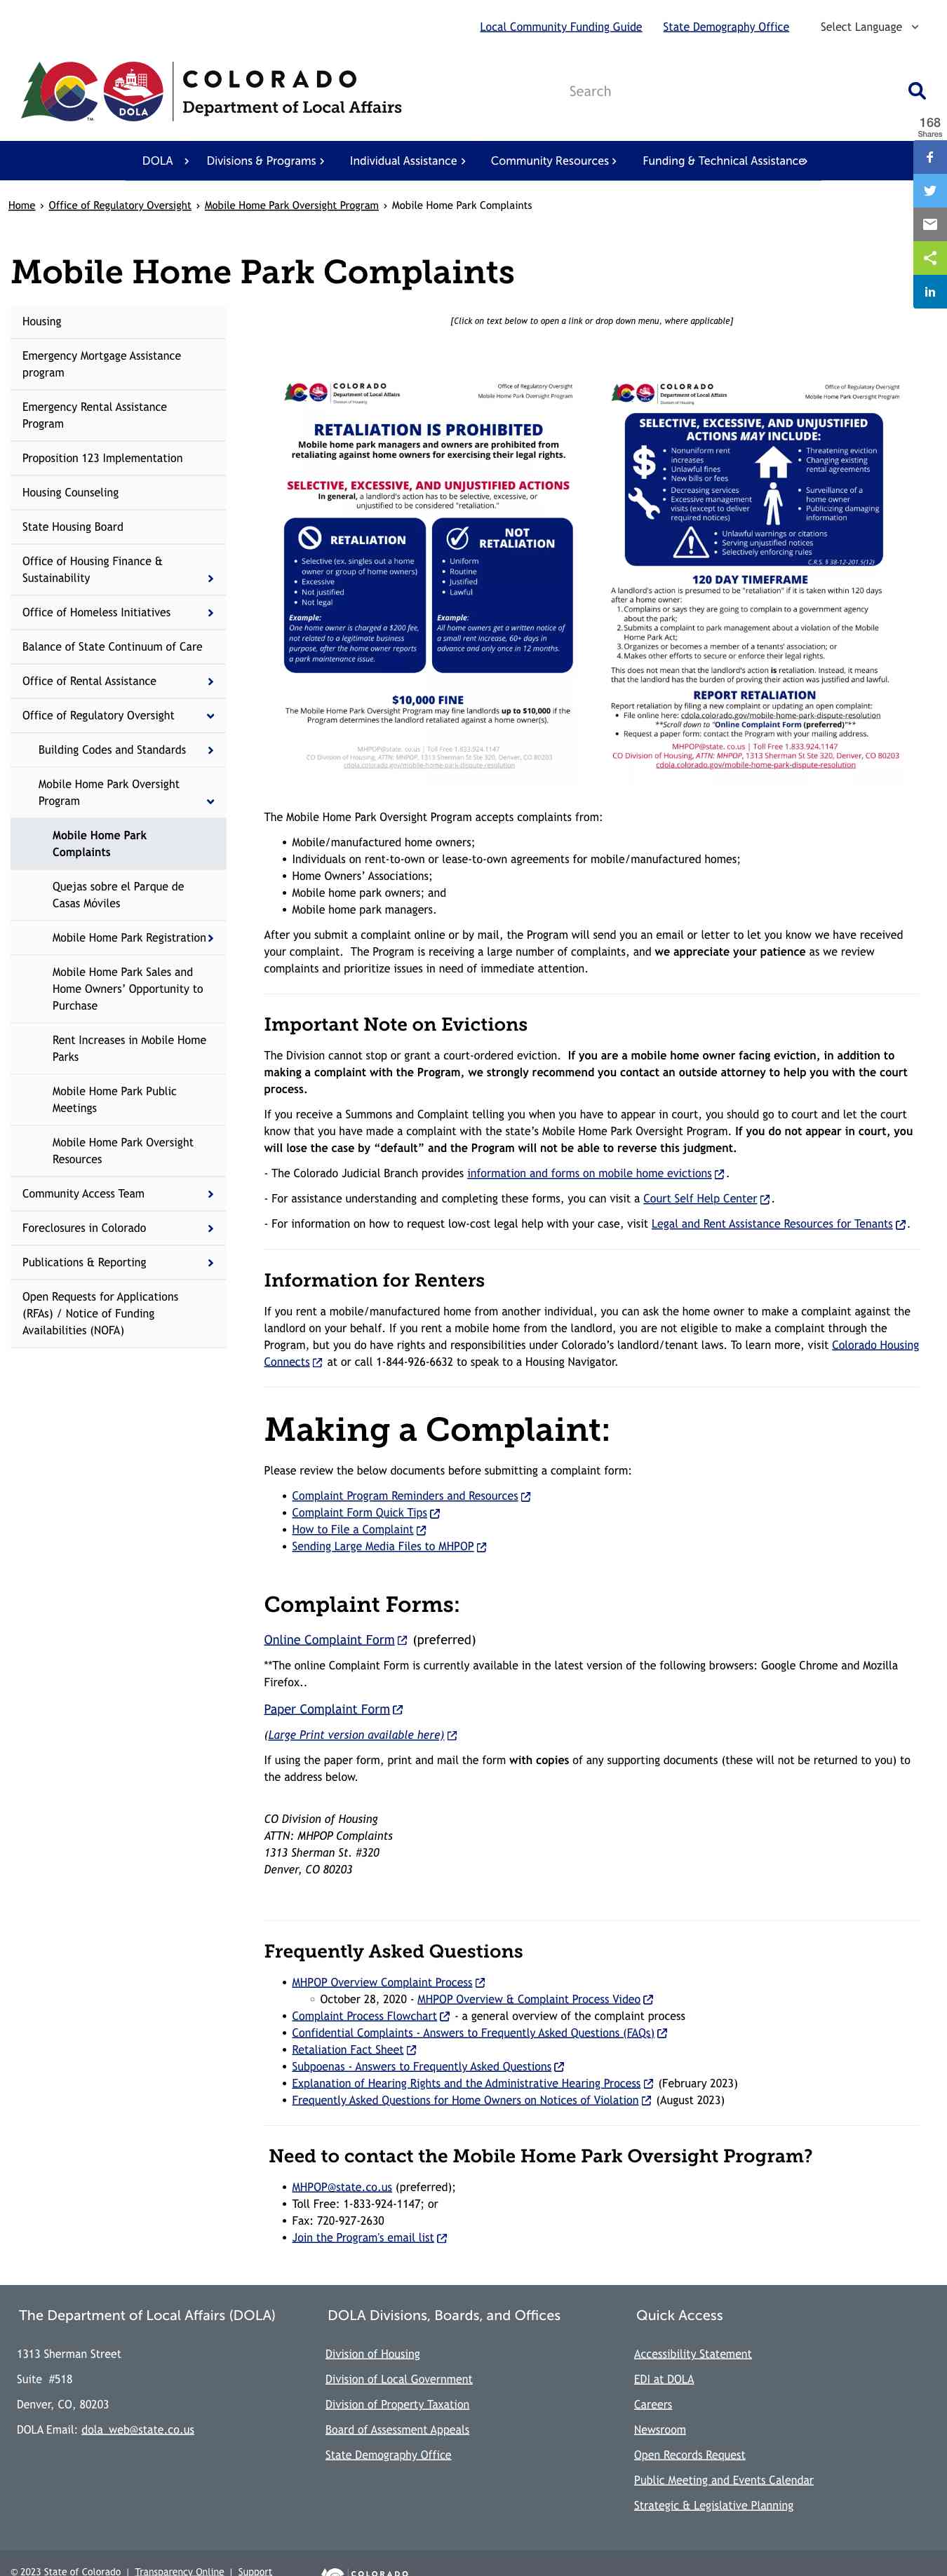 Local Community Funding Guide
State Demography Office
Select Language
COLORADO
Department of Local Affairs
DOLA
TM
Search
168
Shares
DOLA
Divisions & Programs
Individual Assistance
Community Resources
Funding & Technical Assistance
Home › Office of Regulatory Oversight › Mobile Home Park Oversight Program › Mobile Home Park Complaints
Mobile Home Park Complaints
Housing
Emergency Mortgage Assistance
program
Emergency Rental Assistance
Program
Proposition 123 Implementation
Housing Counseling
State Housing Board
Office of Housing Finance &
Sustainability
Office of Homeless Initiatives
Balance of State Continuum of Care
Office of Rental Assistance
Office of Regulatory Oversight
Building Codes and Standards
Mobile Home Park Oversight
Program
Mobile Home Park
Complaints
Quejas sobre el Parque de
Casas Móviles
Mobile Home Park Registration
Mobile Home Park Sales and
Home Owners’ Opportunity to
Purchase
Rent Increases in Mobile Home
Parks
Mobile Home Park Public
Meetings
Mobile Home Park Oversight
Resources
Community Access Team
Foreclosures in Colorado
Publications & Reporting
Open Requests for Applications
(RFAs) / Notice of Funding
Availabilities (NOFA)
[Click on text below to open a link or drop down menu, where applicable]
COLORADO
Department of Local Affairs
Division of Housing
Office of Regulatory Oversight
Mobile Home Park Oversight Program
RETALIATION IS PROHIBITED
Mobile home park managers and owners are prohibited from
retaliating against home owners for exercising their legal rights.
SELECTIVE, EXCESSIVE, AND UNJUSTIFIED ACTIONS
In general, a landlord's action has to be selective, excessive, or
unjustified to be considered "retaliation."
RETALIATION
• Selective (ex. singles out a home
owner or group of home owners)
• Excessive
• Not justified
• Not legal
Example:
One home owner is charged a $200 fee,
not related to a legitimate business
purpose, after the home owner reports
a park maintenance issue.
NOT
RETALIATION
• Uniform
• Routine
• Justified
• Lawful
Example:
All home owners get a written notice of
a small rent increase, 60+ days in
advance and only once in 12 months.
$10,000 FINE
The Mobile Home Park Oversight Program may fine landlords up to $10,000 if the
Program determines the landlord retaliated against a home owner(s).
MHPOP@state. co.us | Toll Free 1.833.924.1147
CO Division of Housing, ATTN: MHPOP, 1313 Sherman St Ste 320, Denver, CO 80203
cdola.colorado.gov/mobile-home-park-dispute-resolution
COLORADO
Department of Local Affairs
Division of Housing
Office of Regulatory Oversight
Mobile Home Park Oversight Program
SELECTIVE, EXCESSIVE, AND UNJUSTIFIED
ACTIONS MAY INCLUDE:
• Nonuniform rent
increases
• Unlawful fines
• New bills or fees
• Threatening eviction
• Changing existing
rental agreements
• Decreasing services
• Excessive management
visits (except to deliver
required notices)
• Surveillance of a
home owner
• Publicizing damaging
information
• Unlawful warnings or citations
• Serving unjustified notices
• Selectively enforcing rules
C.R.S. § 38-12-201.5(12)
120 DAY TIMEFRAME
A landlord's action is presumed to be "retaliation" if it is taken within 120 days
after a home owner:
1. Complains or says they are going to complain to a government agency
about the park;
2. Submits a complaint to park management about a violation of the Mobile
Home Park Act;
3. Organizes or becomes a member of a tenants' association; or
4. Makes other efforts to secure or enforce their legal rights.
This does not mean that the landlord's action is retaliation. Instead, it means
that the landlord has the burden of proving their action was justified and lawful.
REPORT RETALIATION
Report retaliation by filing a new complaint or updating an open complaint:
• File online here: cdola.colorado.gov/mobile-home-park-dispute-resolution
**Scroll down to "Online Complaint Form (preferred)"**
• Request a paper form: contact the Program with your mailing address.
MHPOP@state. co.us | Toll Free 1.833.924.1147
CO Division of Housing, ATTN: MHPOP, 1313 Sherman St Ste 320, Denver, CO 80203
cdola.colorado.gov/mobile-home-park-dispute-resolution
The Mobile Home Park Oversight Program accepts complaints from:
• Mobile/manufactured home owners;
• Individuals on rent-to-own or lease-to-own agreements for mobile/manufactured homes;
• Home Owners’ Associations;
• Mobile home park owners; and
• Mobile home park managers.
After you submit a complaint online or by mail, the Program will send you an email or letter to let you know we have received
your complaint.  The Program is receiving a large number of complaints, and we appreciate your patience as we review
complaints and prioritize issues in need of immediate attention.
Important Note on Evictions
The Division cannot stop or grant a court-ordered eviction.  If you are a mobile home owner facing eviction, in addition to
making a complaint with the Program, we strongly recommend you contact an outside attorney to help you with the court
process.
If you receive a Summons and Complaint telling you when you have to appear in court, you should go to court and let the court
know that you have made a complaint with the state’s Mobile Home Park Oversight Program. If you do not appear in court, you
will lose the case by “default” and the Program will not be able to reverse this judgment.
- The Colorado Judicial Branch provides information and forms on mobile home evictions.
- For assistance understanding and completing these forms, you can visit a Court Self Help Center.
- For information on how to request low-cost legal help with your case, visit Legal and Rent Assistance Resources for Tenants.
Information for Renters
If you rent a mobile/manufactured home from another individual, you can ask the home owner to make a complaint against the
landlord on your behalf. If you rent a mobile home from the landlord, you are not eligible to make a complaint through the
Program, but you do have rights and responsibilities under Colorado’s landlord/tenant laws. To learn more, visit Colorado Housing
Connects at or call 1-844-926-6632 to speak to a Housing Navigator.
Making a Complaint:
Please review the below documents before submitting a complaint form:
• Complaint Program Reminders and Resources
• Complaint Form Quick Tips
• How to File a Complaint
• Sending Large Media Files to MHPOP
Complaint Forms:
Online Complaint Form (preferred)
**The online Complaint Form is currently available in the latest version of the following browsers: Google Chrome and Mozilla
Firefox..
Paper Complaint Form
(Large Print version available here)
If using the paper form, print and mail the form with copies of any supporting documents (these will not be returned to you) to
the address below.
CO Division of Housing
ATTN: MHPOP Complaints
1313 Sherman St. #320
Denver, CO 80203
Frequently Asked Questions
• MHPOP Overview Complaint Process
○ October 28, 2020 - MHPOP Overview & Complaint Process Video
• Complaint Process Flowchart - a general overview of the complaint process
• Confidential Complaints - Answers to Frequently Asked Questions (FAQs)
• Retaliation Fact Sheet
• Subpoenas - Answers to Frequently Asked Questions
• Explanation of Hearing Rights and the Administrative Hearing Process (February 2023)
• Frequently Asked Questions for Home Owners on Notices of Violation (August 2023)
Need to contact the Mobile Home Park Oversight Program?
• MHPOP@state.co.us (preferred);
• Toll Free: 1-833-924-1147; or
• Fax: 720-927-2630
• Join the Program's email list
The Department of Local Affairs (DOLA)
1313 Sherman Street
Suite  #518
Denver, CO, 80203
DOLA Email: dola_web@state.co.us
DOLA Divisions, Boards, and Offices
Division of Housing
Division of Local Government
Division of Property Taxation
Board of Assessment Appeals
State Demography Office
Quick Access
Accessibility Statement
EDI at DOLA
Careers
Newsroom
Open Records Request
Public Meeting and Events Calendar
Strategic & Legislative Planning
© 2023 State of Colorado | Transparency Online | Support
COLORADO